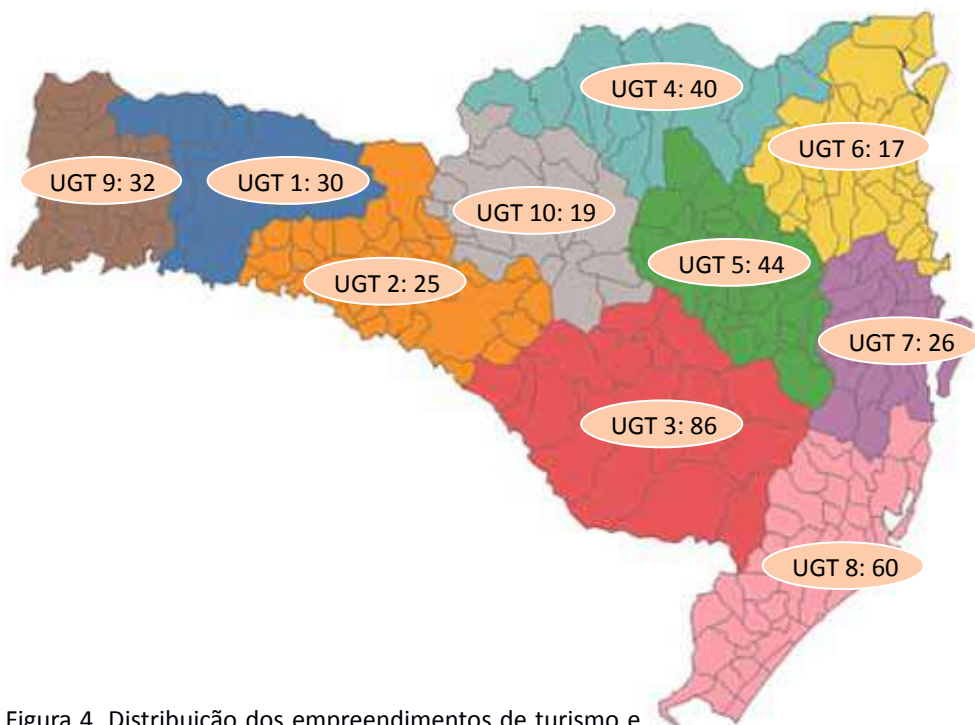 UGT 4: 40
UGT 6: 17
UGT 9: 32
UGT 1: 30
UGT 10: 19
UGT 5: 44
UGT 2: 25
UGT 7: 26
UGT 3: 86
UGT 8: 60
Figura 4. Distribuição dos empreendimentos de turismo e